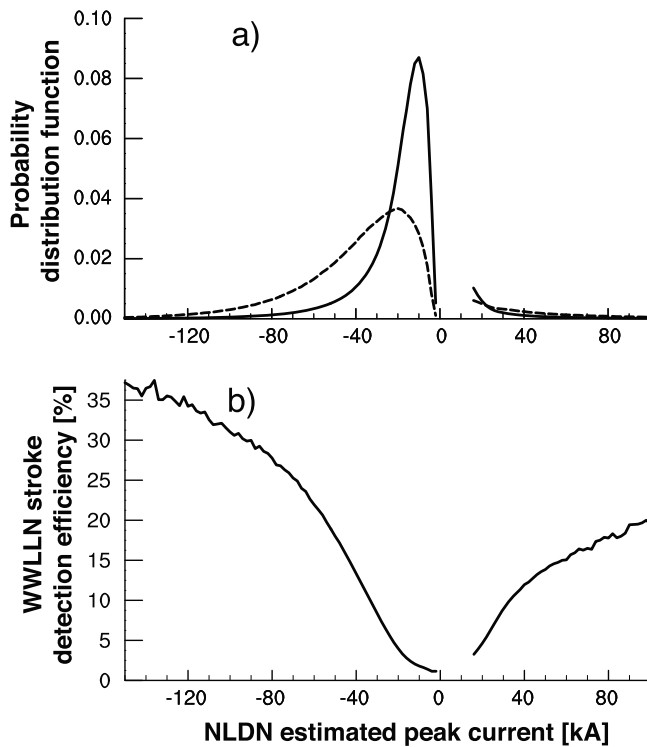 a)
Probability
distribution function
0.10
0.08
0.06
0.04
0.02
0.00
-120 -80 -40 0 40 80
b)
WWLLN stroke
detection efficiency [%]
35
30
25
20
15
10
5
0
-120 -80 -40 0 40 80
NLDN estimated peak current [kA]